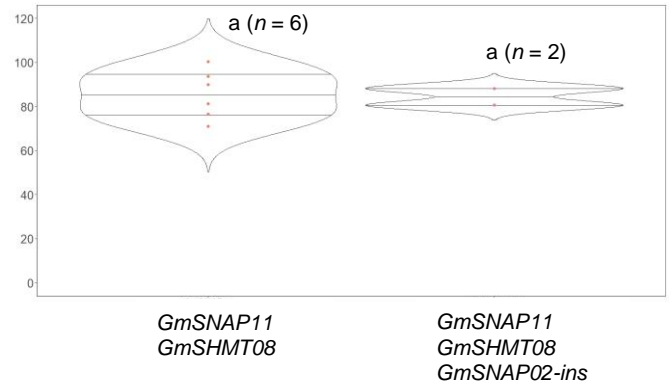 120
a (n = 6)
a (n = 2)
100
80
60
40
20
0
GmSNAP11
GmSHMT08
GmSNAP11
GmSHMT08
GmSNAP02-ins